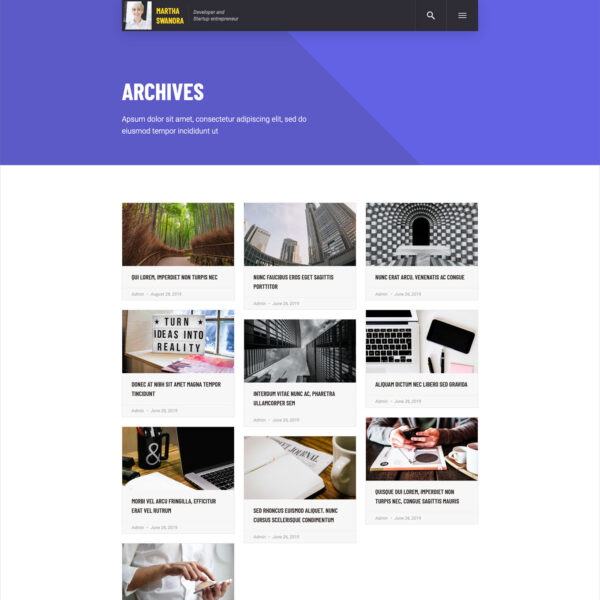 MARTHA
SWANORA
Developer and
Startup entrepreneur
ARCHIVES
Apsum dolor sit amet, consectetur adipiscing elit, sed do
eiusmod tempor incididunt ut
QUI LOREM, IMPERDIET NON TURPIS NEC
Admin • August 28, 2019
NUNC FAUCIBUS EROS EGET SAGITTIS
PORTTITOR
Admin • June 26, 2019
NUNC ERAT ARCU, VENENATIS AC CONGUE
Admin • June 26, 2019
TURN
IDEAS INTO
REALITY
DONEC AT NIBH SIT AMET MAGNA TEMPOR
TINCIDUNT
Admin • June 26, 2019
INTERDUM VITAE NUNC AC, PHARETRA
ULLAMCORPER SEM
Admin • June 26, 2019
ALIQUAM DICTUM NEC LIBERO SED GRAVIDA
Admin • June 26, 2019
&
MORBI VEL ARCU FRINGILLA, EFFICITUR
ERAT VEL RUTRUM
Admin • June 26, 2019
JOURNAL
SED RHONCUS EUISMOD ALIQUET. NUNC
CURSUS SCELERISQUE CONDIMENTUM
Admin • June 26, 2019
QUISQUE DUI LOREM, IMPERDIET NON
TURPIS NEC, CONGUE SAGITTIS MAURIS
Admin • June 26, 2019